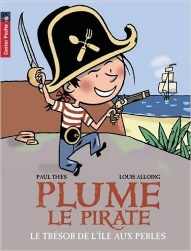 Castor Poche
PAUL THIÈS LOUIS ALLOING
PLUME
LE PIRATE
LE TRÉSOR DE L'ÎLE AUX PERLES